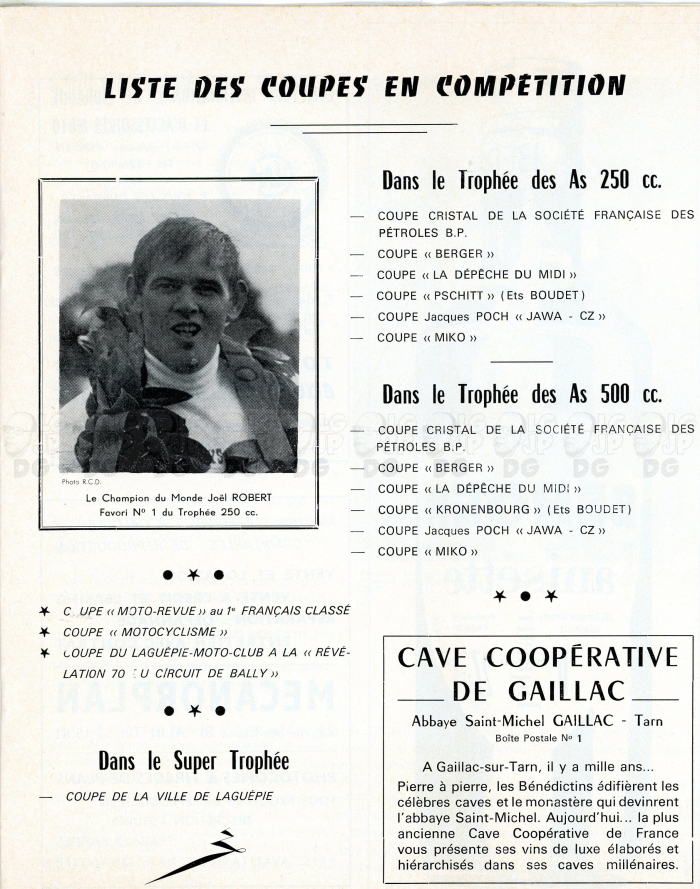 LISTE DES COUPES EN COMPÉTITION
Photo R.C.D.
Le Champion du Monde Joël ROBERT
Favori Nº 1 du Trophée 250 cc.
★ COUPE « MOTO-REVUE » au 1er FRANÇAIS CLASSÉ
★ COUPE « MOTOCYCLISME »
★ COUPE DU LAGUÉPIE-MOTO-CLUB A LA « RÉVÉ-
LATION 70 DU CIRCUIT DE BALLY »
Dans le Super Trophée
— COUPE DE LA VILLE DE LAGUÉPIE
Dans le Trophée des As 250 cc.
— COUPE CRISTAL DE LA SOCIÉTÉ FRANÇAISE DES
PÉTROLES B.P.
— COUPE « BERGER »
— COUPE « LA DÉPÊCHE DU MIDI »
— COUPE « PSCHITT » (Ets BOUDET)
— COUPE Jacques POCH « JAWA - CZ »
— COUPE « MIKO »
Dans le Trophée des As 500 cc.
— COUPE CRISTAL DE LA SOCIÉTÉ FRANÇAISE DES
PÉTROLES B.P.
— COUPE « BERGER »
— COUPE « LA DÉPÊCHE DU MIDI »
— COUPE « KRONENBOURG » (Ets BOUDET)
— COUPE Jacques POCH « JAWA - CZ »
— COUPE « MIKO »
CAVE COOPÉRATIVE
DE GAILLAC
Abbaye Saint-Michel GAILLAC - Tarn
Boîte Postale Nº 1
A Gaillac-sur-Tarn, il y a mille ans...
Pierre à pierre, les Bénédictins édifièrent les
célèbres caves et le monastère qui devinrent
l'abbaye Saint-Michel. Aujourd'hui... la plus
ancienne Cave Coopérative de France
vous présente ses vins de luxe élaborés et
hiérarchisés dans ses caves millénaires.